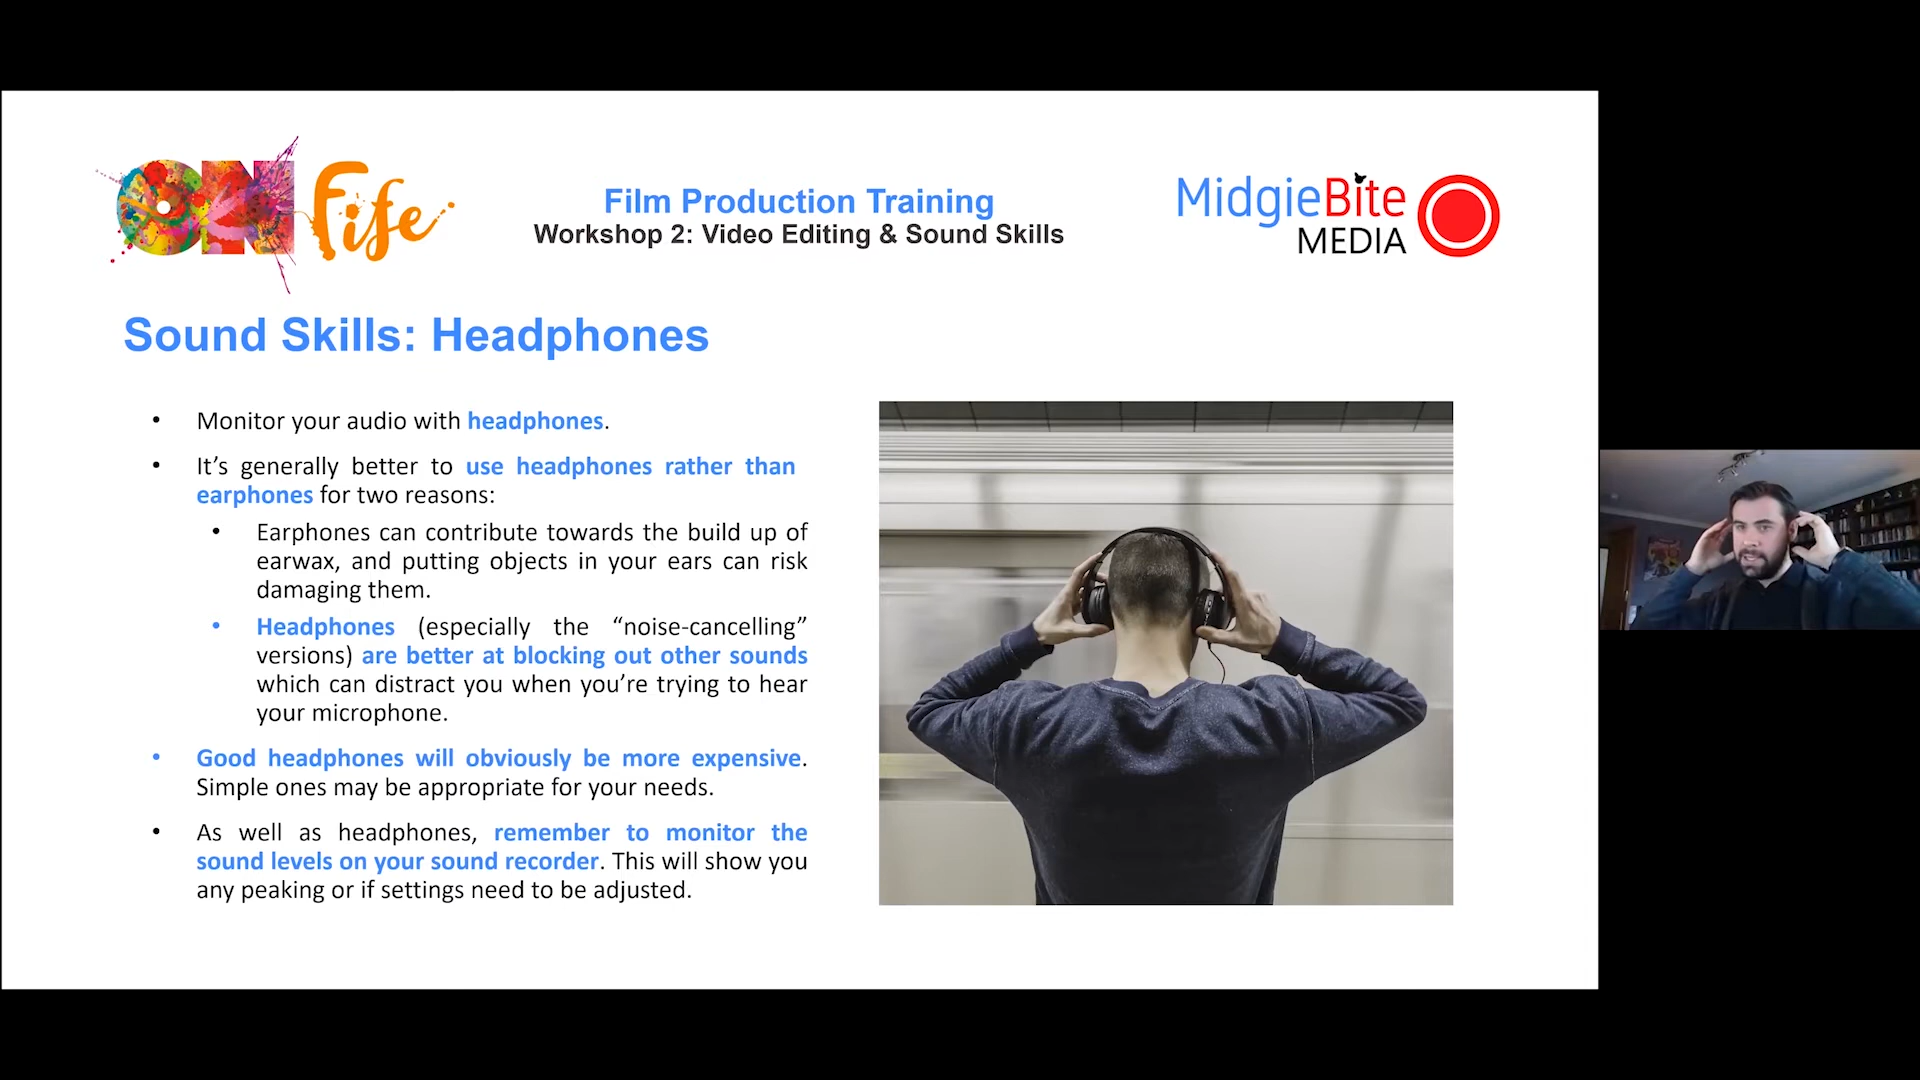 ON Fife
Film Production Training
Workshop 2: Video Editing & Sound Skills
MidgieBite
MEDIA
Sound Skills: Headphones
• Monitor your audio with headphones.
• It’s generally better to use headphones rather than
earphones for two reasons:
• Earphones can contribute towards the build up of
earwax, and putting objects in your ears can risk
damaging them.
• Headphones (especially the “noise-cancelling”
versions) are better at blocking out other sounds
which can distract you when you’re trying to hear
your microphone.
• Good headphones will obviously be more expensive.
Simple ones may be appropriate for your needs.
• As well as headphones, remember to monitor the
sound levels on your sound recorder. This will show you
any peaking or if settings need to be adjusted.